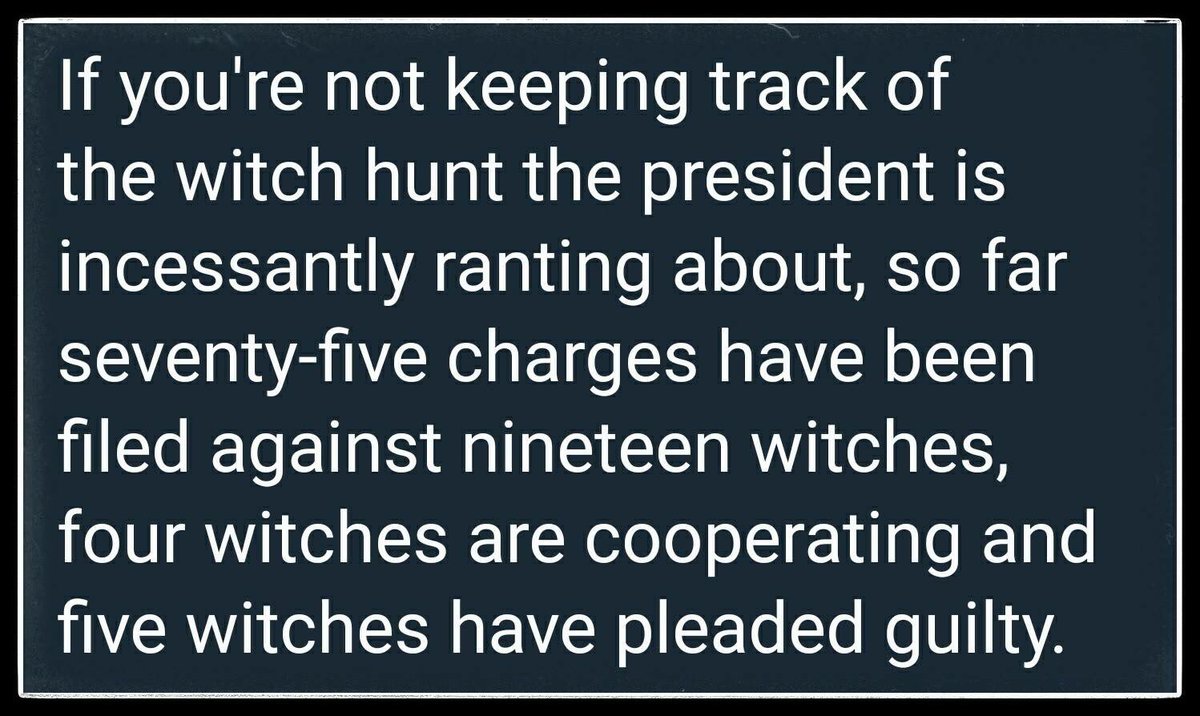 If you're not keeping track of
the witch hunt the president is
incessantly ranting about, so far
seventy-five charges have been
filed against nineteen witches,
four witches are cooperating and
five witches have pleaded guilty.